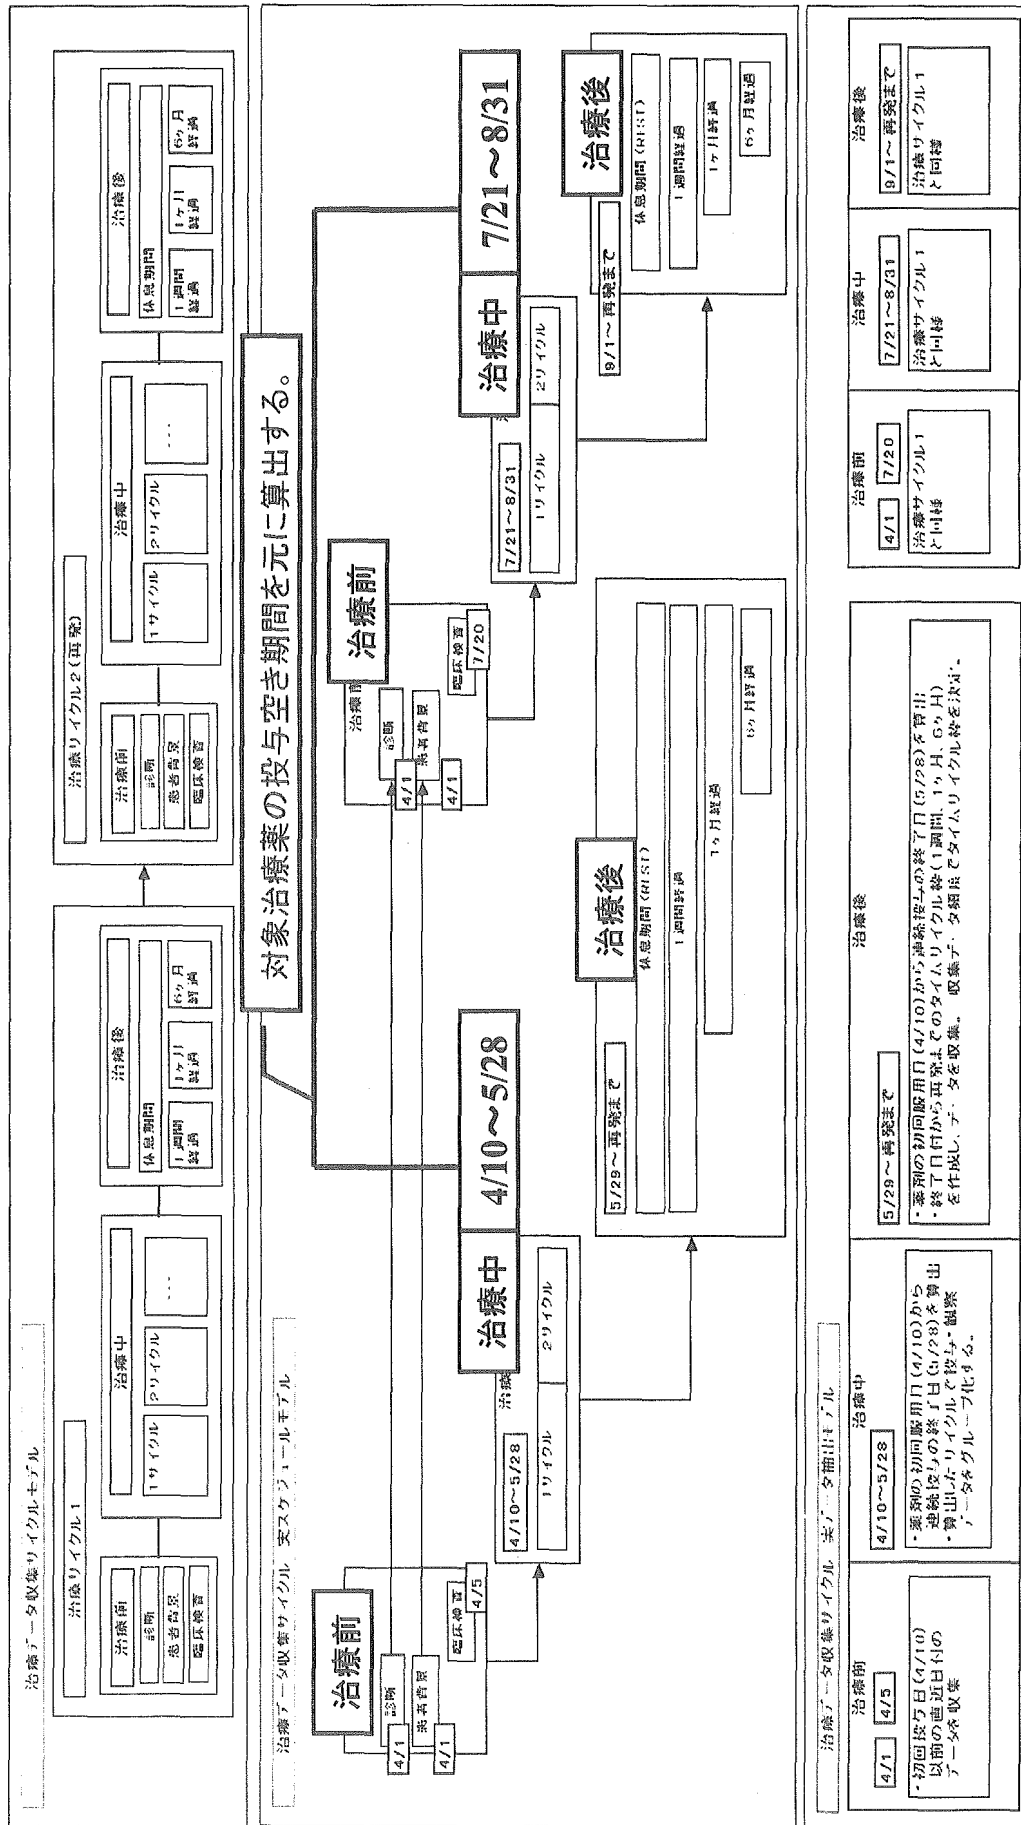 治療データ収集サイクルモデル
治療サイクル1
治療前
診断
患者背景
臨床検査
治療中
1サイクル
2サイクル
...
治療後
休息期間
1週間
経過
1ヶ月
経過
6ヶ月
経過
治療サイクル2(再発)
治療前
診断
患者背景
臨床検査
治療中
1サイクル
2サイクル
...
治療後
休息期間
1週間
経過
1ヶ月
経過
6ヶ月
経過
治療データ収集サイクル 実スケジュールモデル
対象治療薬の投与空き期間を元に算出する。
治療前
診断
4/1
患者背景
4/1
臨床検査
4/5
治療中
4/10~5/28
4/10~5/28
1サイクル
2サイクル
治療後
5/29~再発まで
休息期間(REST)
1週間経過
1ヶ月経過
6ヶ月経過
治療前
治療前
診断
4/1
患者背景
4/1
臨床検査
7/20
治療中
7/21~8/31
7/21~8/31
1サイクル
2サイクル
治療後
9/1~再発まで
休息期間(REST)
1週間経過
1ヶ月経過
6ヶ月経過
治療データ収集サイクル 実データ抽出モデル
治療前
4/1
4/5
・初回投与日(4/10)
以前の直近日付の
データを収集
治療中
4/10~5/28
・薬剤の初回服用日(4/10)から
連続投与の終了日(5/28)を算出
・算出したサイクルで投与・観察
データをグループ化する。
治療後
5/29~再発まで
・薬剤の初回服用日(4/10)から連続投与の終了日(5/28)を算出
・終了日付から再発までのタイムサイクル枠(1週間、1ヶ月、6ヶ月)
を作成し、データを収集。 収集データ頻度でタイムサイクル枠を決定。
治療前
4/1
7/20
治療サイクル1
と同様
治療中
7/21~8/31
治療サイクル1
と同様
治療後
9/1~再発まで
治療サイクル1
と同様